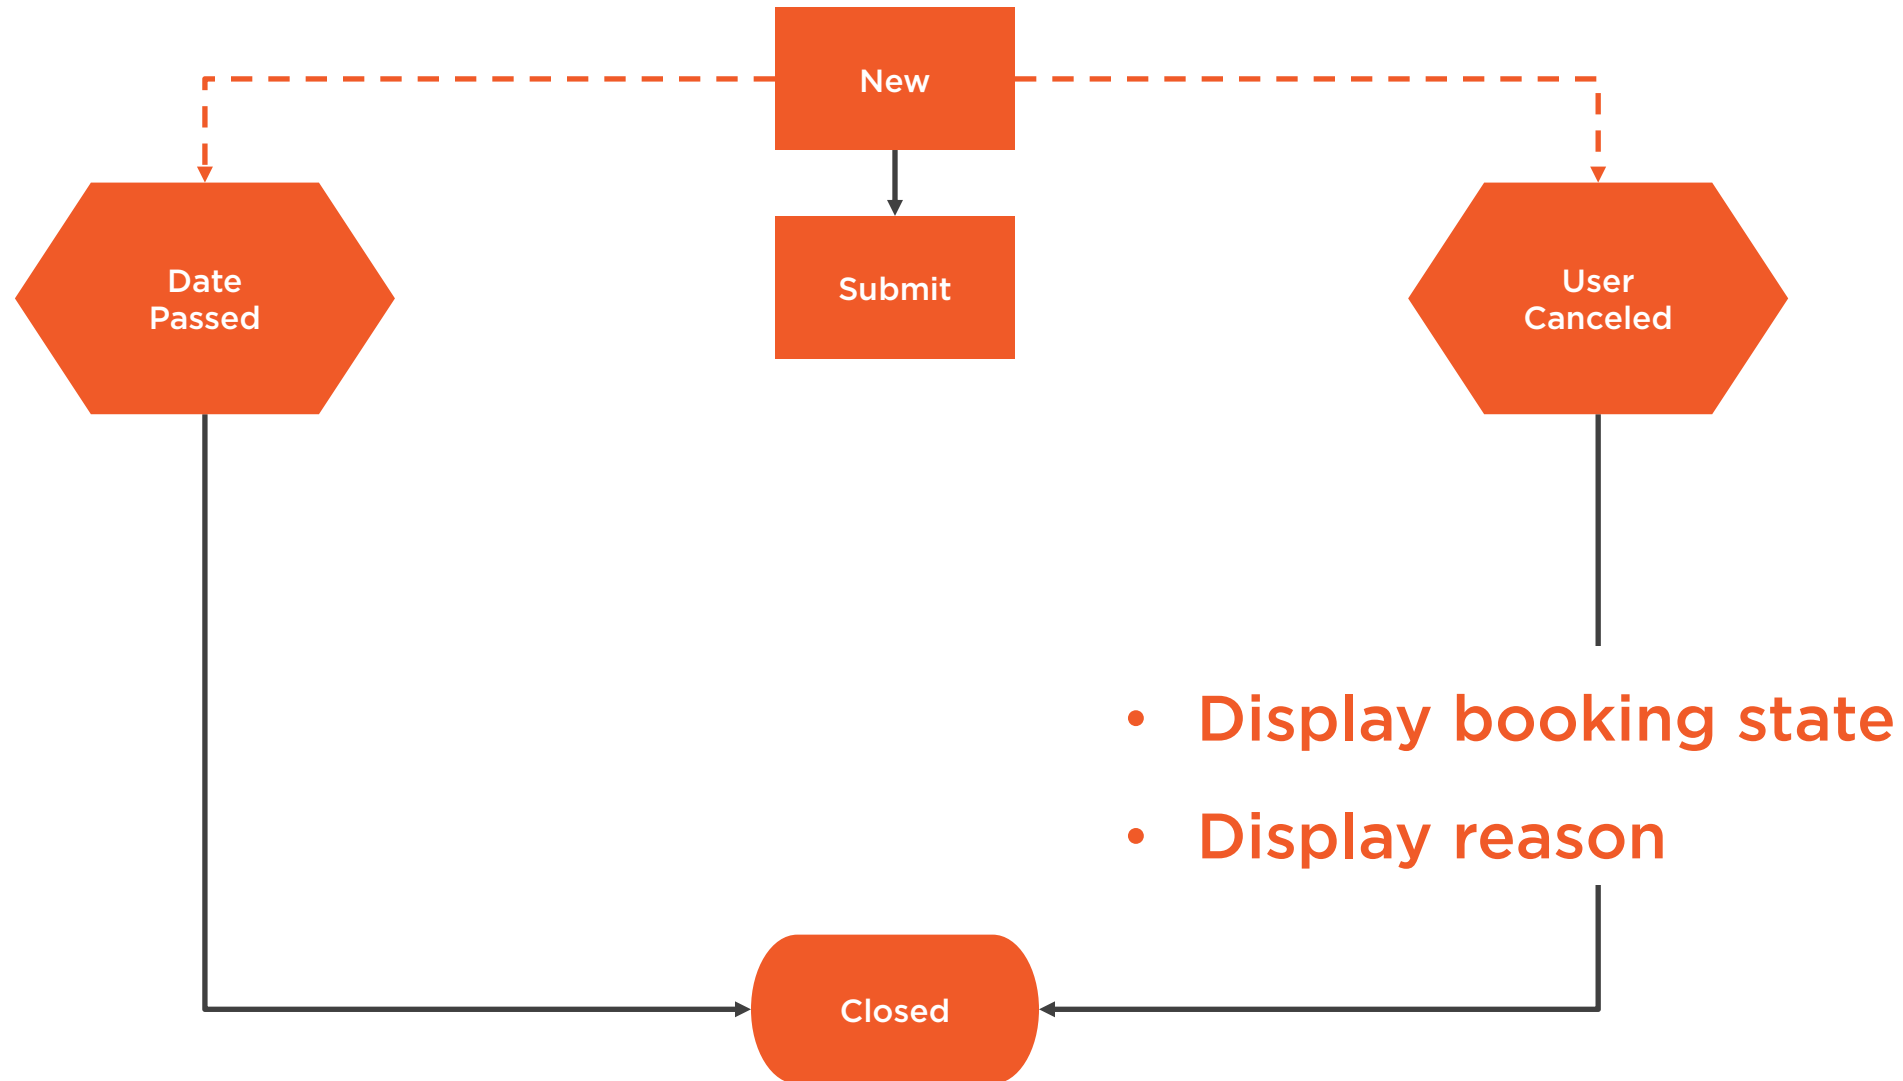 New
Submit
Date
Passed
User
Canceled
• Display booking state
• Display reason
Closed